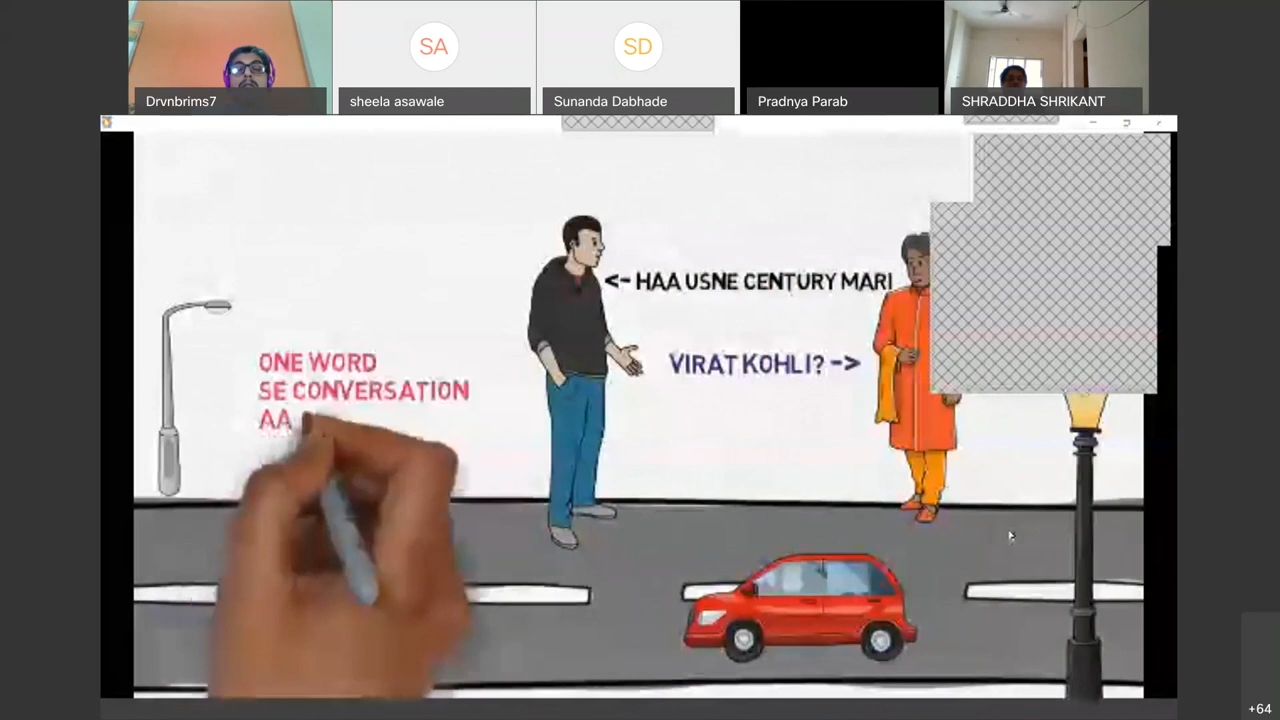 SA
SD
Drvnbrims7
sheela asawale
Sunanda Dabhade
Pradnya Parab
SHRADDHA SHRIKANT
<- HAA USNE CENTURY MARI
VIRAT KOHLI? ->
ONE WORD
SE CONVERSATION
AA
+64